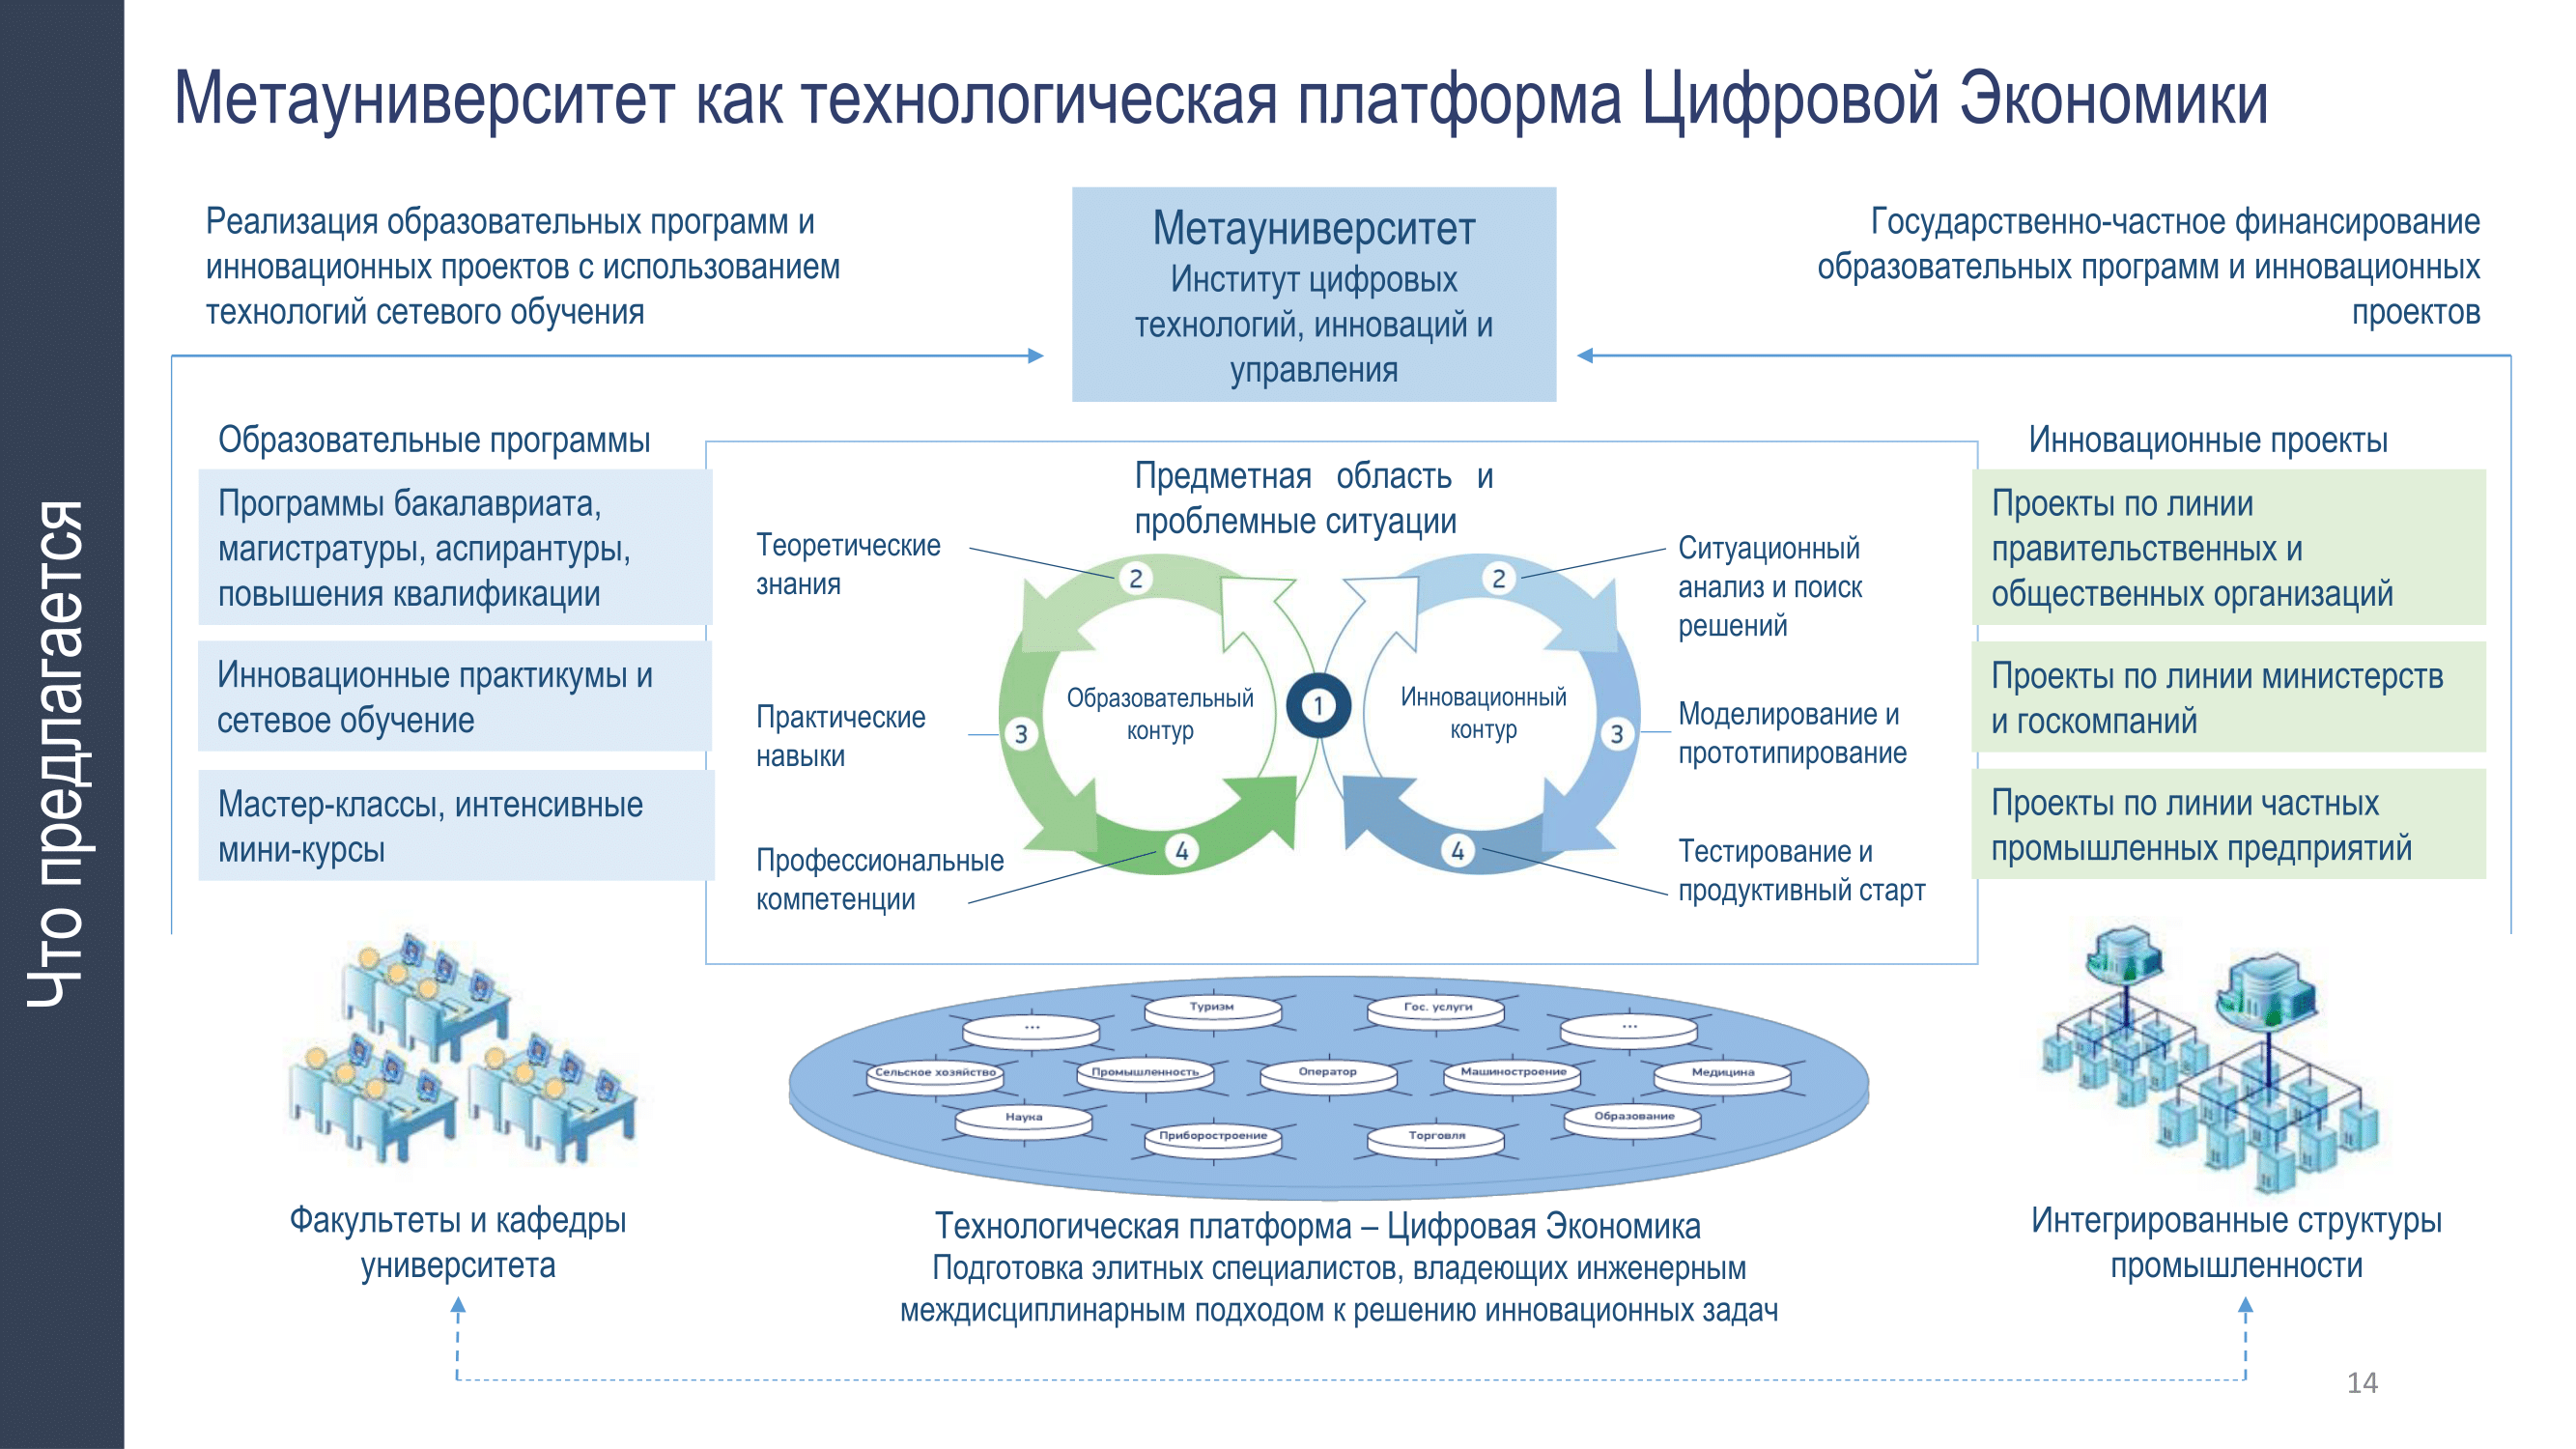 Что предлагается
Метауниверситет как технологическая платформа Цифровой Экономики
Реализация образовательных программ и
инновационных проектов с использованием
технологий сетевого обучения
Метауниверситет
Институт цифровых
технологий, инноваций и
управления
Государственно-частное финансирование
образовательных программ и инновационных
проектов
Образовательные программы
Программы бакалавриата,
магистратуры, аспирантуры,
повышения квалификации
Инновационные практикумы и
сетевое обучение
Мастер-классы, интенсивные
мини-курсы
Предметная область и
проблемные ситуации
Теоретические
знания
Практические
навыки
Профессиональные
компетенции
2
3
4
Образовательный
контур
1
Инновационный
контур
2
3
4
Ситуационный
анализ и поиск
решений
Моделирование и
прототипирование
Тестирование и
продуктивный старт
Инновационные проекты
Проекты по линии
правительственных и
общественных организаций
Проекты по линии министерств
и госкомпаний
Проекты по линии частных
промышленных предприятий
Туризм
Гос. услуги
...
...
Сельское хозяйство
Промышленность
Оператор
Машиностроение
Медицина
Наука
Образование
Приборостроение
Торговля
Факультеты и кафедры
университета
Технологическая платформа – Цифровая Экономика
Подготовка элитных специалистов, владеющих инженерным
междисциплинарным подходом к решению инновационных задач
Интегрированные структуры
промышленности
14